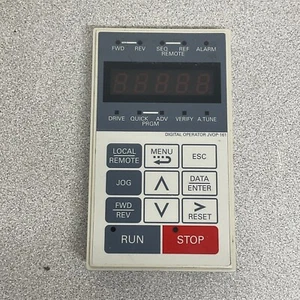 FWD REV SEQ REF ALARM
REMOTE
DRIVE QUICK ADV VERIFY A.TUNE
PRGM
DIGITAL OPERATOR JVOP-161
LOCAL
REMOTE
MENU
ESC
JOG
DATA
ENTER
FWD
REV
>
RESET
RUN
STOP